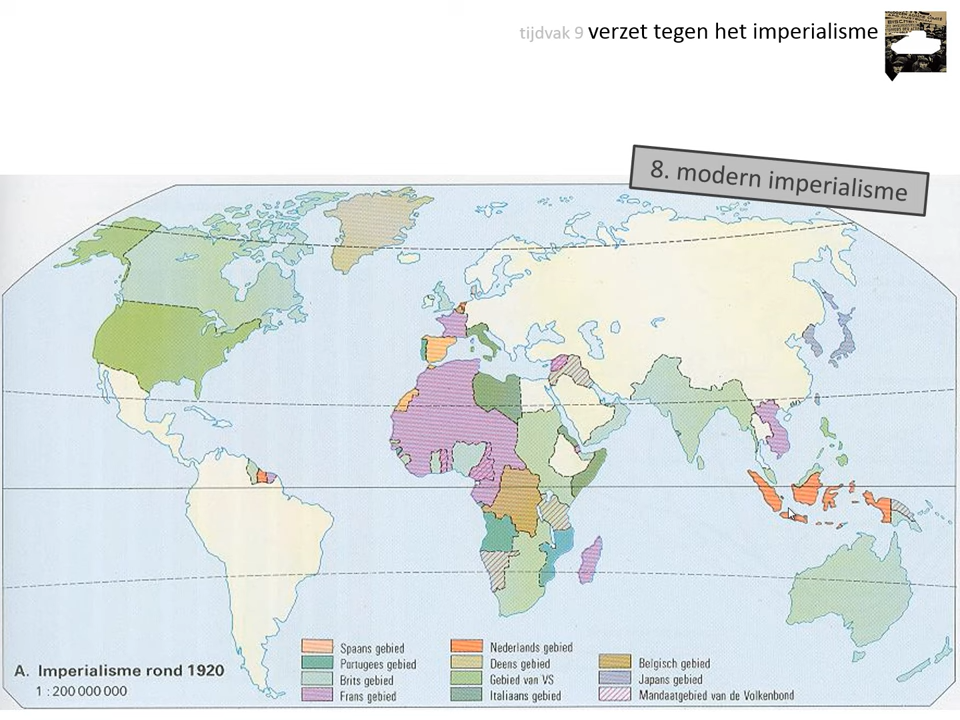 tijdvak 9 verzet tegen het imperialisme
8. modern imperialisme
A. Imperialisme rond 1920
1 : 200 000 000
Spaans gebied
Portugees gebied
Brits gebied
Frans gebied
Nederlands gebied
Deens gebied
Gebied van VS
Italiaans gebied
Belgisch gebied
Japans gebied
Mandaatgebied van de Volkenbond